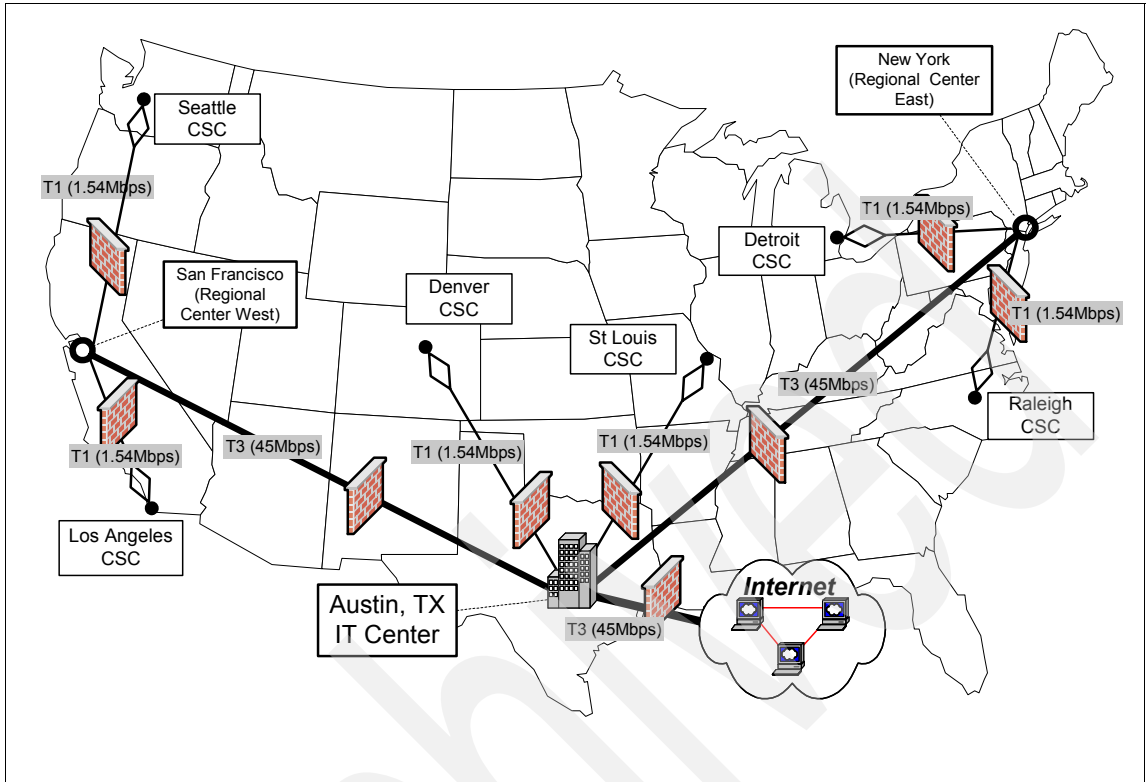 New York
(Regional Center
East)
Seattle
CSC
T1 (1.54Mbps)
T1 (1.54Mbps)
Detroit
CSC
San Francisco
(Regional
Center West)
Denver
CSC
T1 (1.54Mbps)
St Louis
CSC
T3 (45Mbps)
Raleigh
CSC
T1 (1.54Mbps)
T3 (45Mbps)
T1 (1.54Mbps)
T1 (1.54Mbps)
Los Angeles
CSC
Austin, TX
IT Center
Internet
T3 (45Mbps)